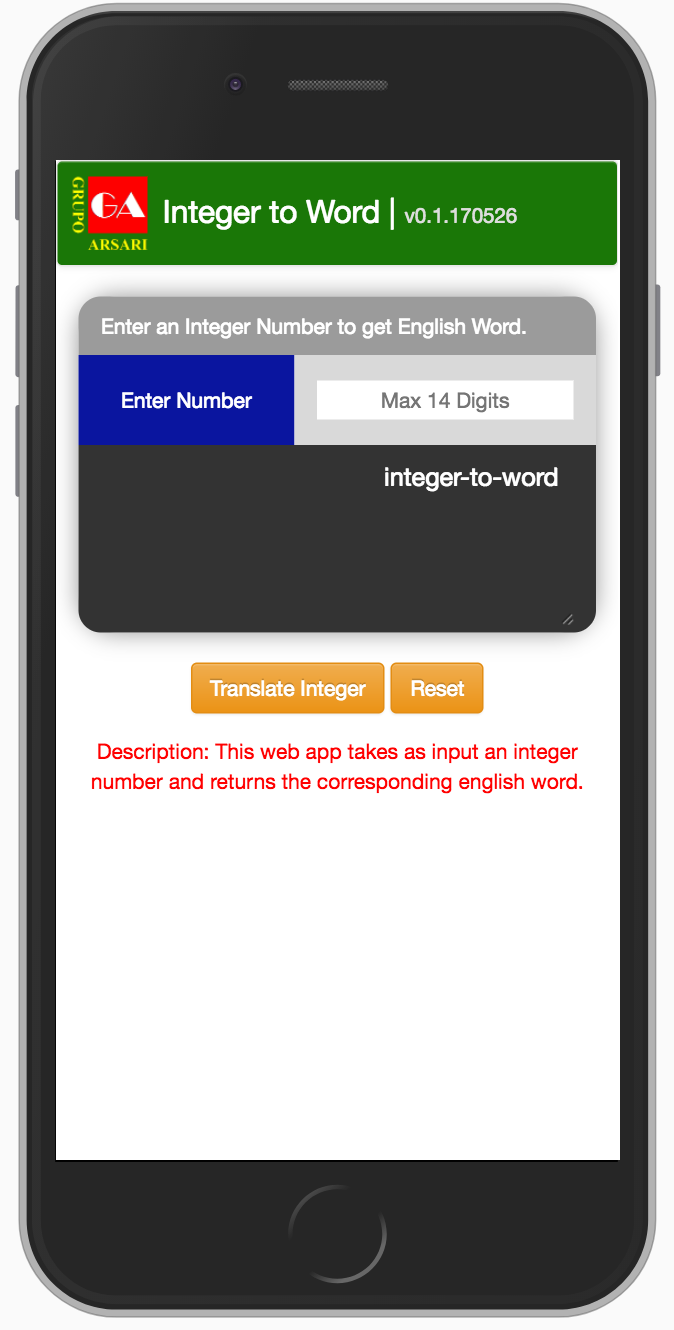 GRUPO
GA
ARSARI
Integer to Word | v0.1.170526
Enter an Integer Number to get English Word.
Enter Number
Max 14 Digits
integer-to-word
Translate Integer
Reset
Description: This web app takes as input an integer
number and returns the corresponding english word.